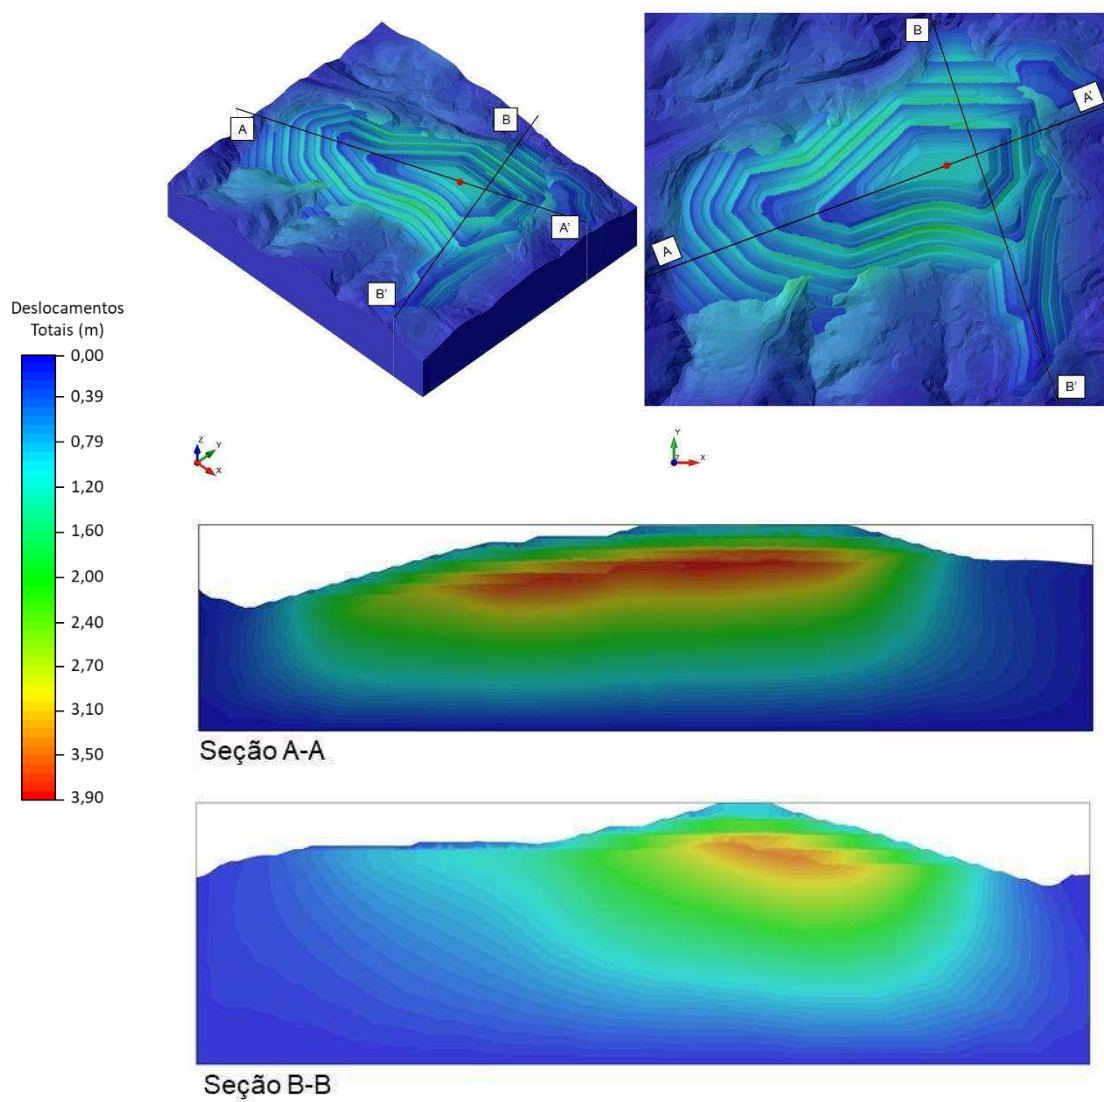 B
A
A'
B'
B
A'
A
B'
Deslocamentos
Totais (m)
0,00
0,39
0,79
1,20
1,60
2,00
2,40
2,70
3,10
3,50
3,90
Z
Y
X
Y
Z
X
Seção A-A
Seção B-B